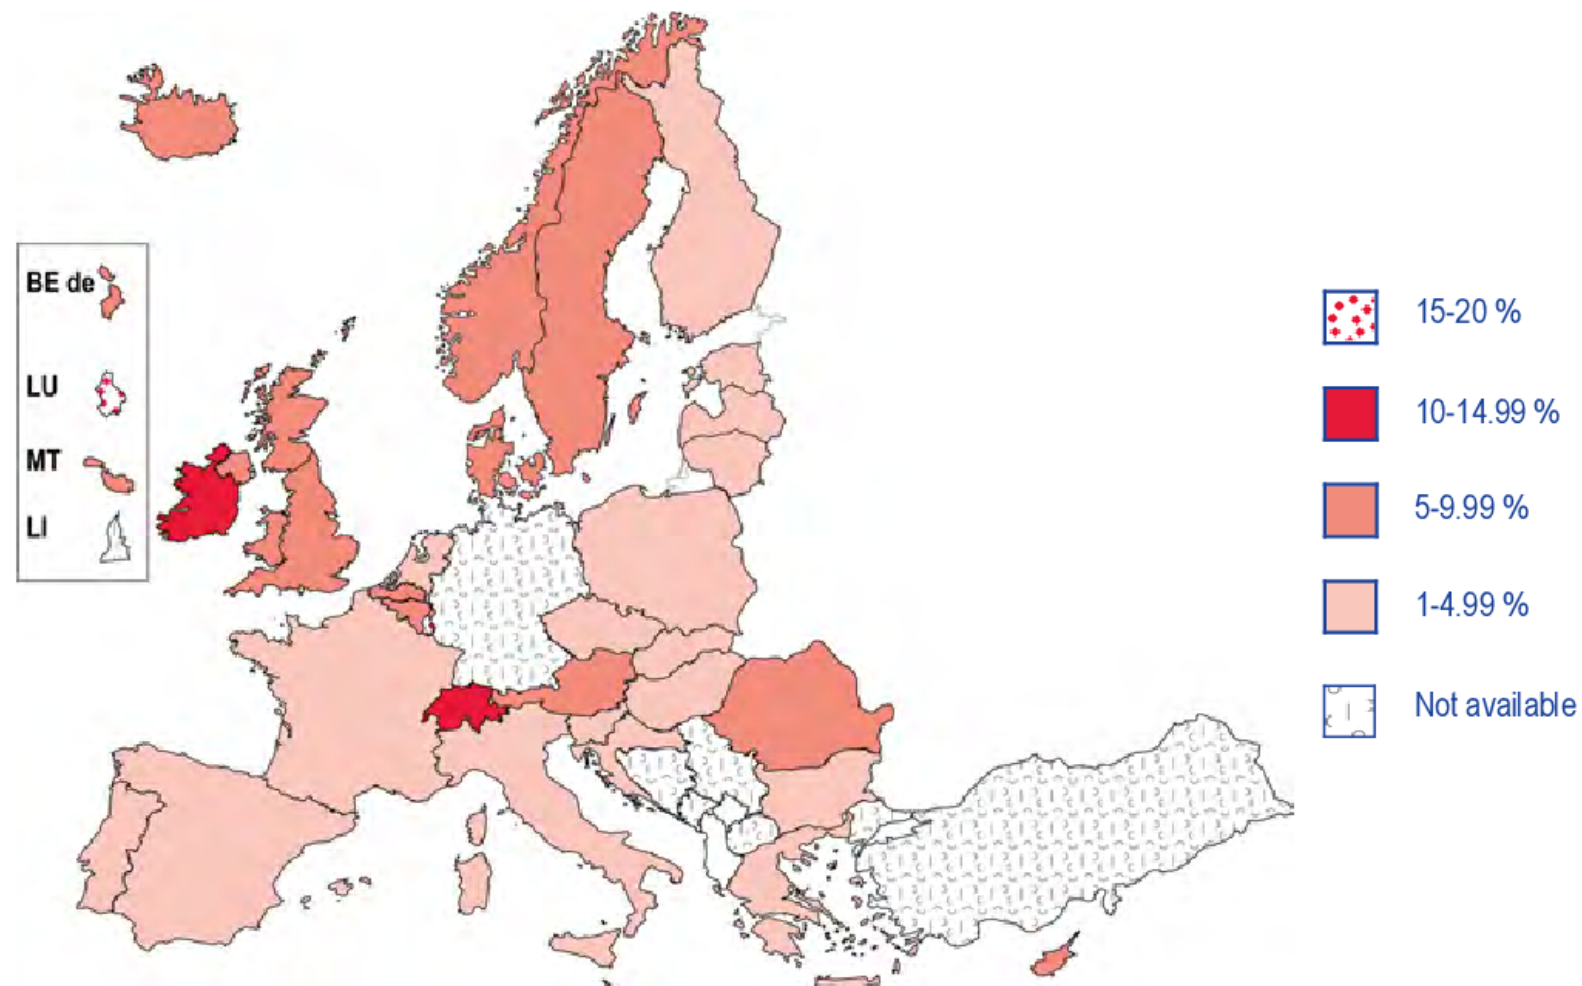 BE de
LU
MT
LI
15-20 %
10-14.99 %
5-9.99 %
1-4.99 %
Not available